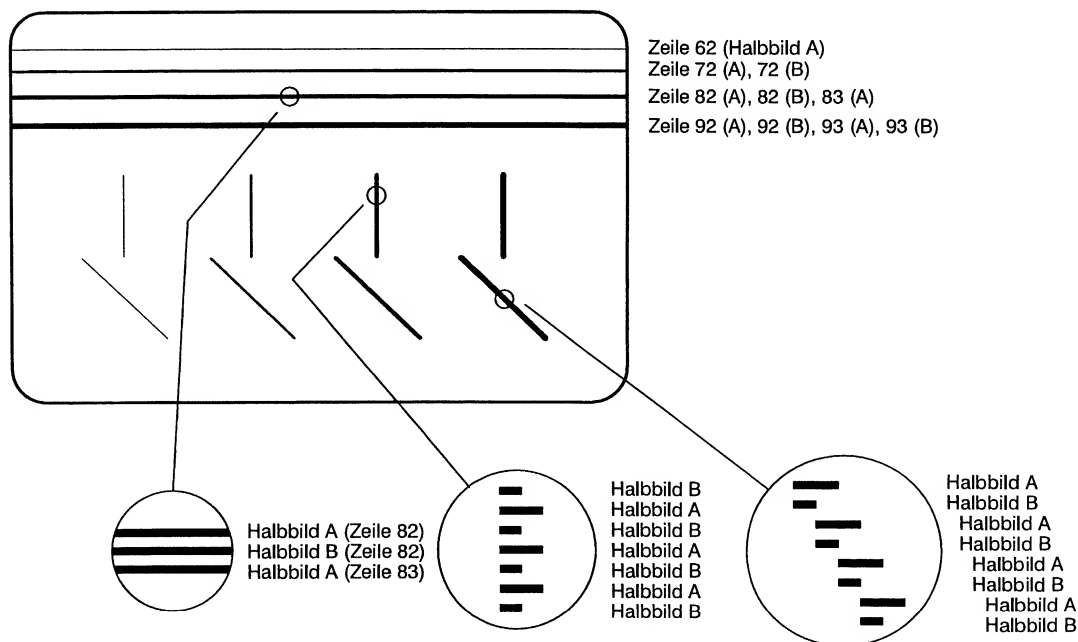 Zeile 62 (Halbbild A)
Zeile 72 (A), 72 (B)
Zeile 82 (A), 82 (B), 83 (A)
Zeile 92 (A), 92 (B), 93 (A), 93 (B)
Halbbild A (Zeile 82)
Halbbild B (Zeile 82)
Halbbild A (Zeile 83)
Halbbild B
Halbbild A
Halbbild B
Halbbild A
Halbbild B
Halbbild A
Halbbild B
Halbbild A
Halbbild B
Halbbild A
Halbbild B
Halbbild A
Halbbild B
Halbbild A
Halbbild B